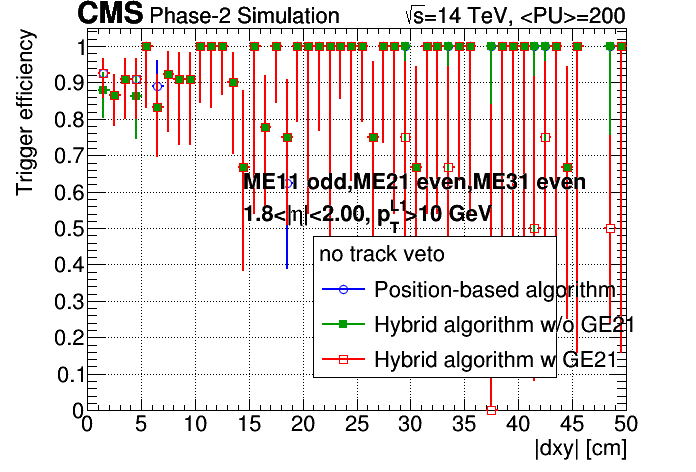 CMS Phase-2 Simulation √s=14 TeV, <PU>=200
Trigger efficiency
1
0.9
0.8
0.7
0.6
0.5
0.4
0.3
0.2
0.1
0
ME11 odd,ME21 even,ME31 even
1.8<|η|<2.00, p_T^L1>10 GeV
no track veto
Position-based algorithm
Hybrid algorithm w/o GE21
Hybrid algorithm w GE21
0 5 10 15 20 25 30 35 40 45 50
|dxy| [cm]